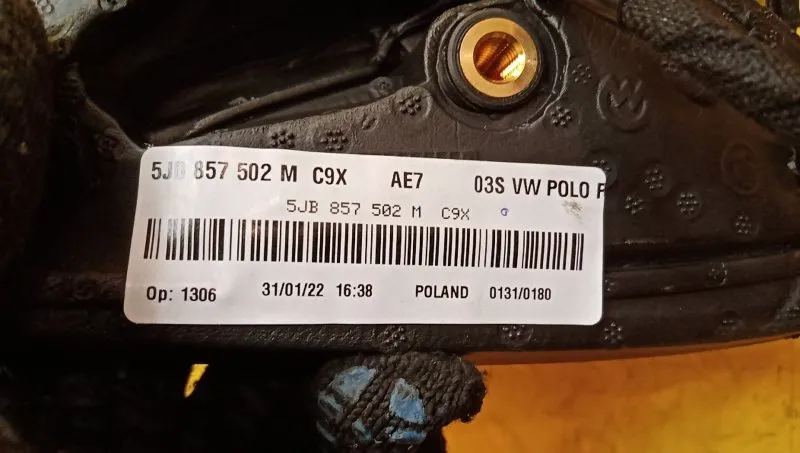 5JB 857 502 M C9X AE7 03S VW POLO F
5JB 857 502 M C9X
Op: 1306 31/01/22 16:38 POLAND 0131/0180